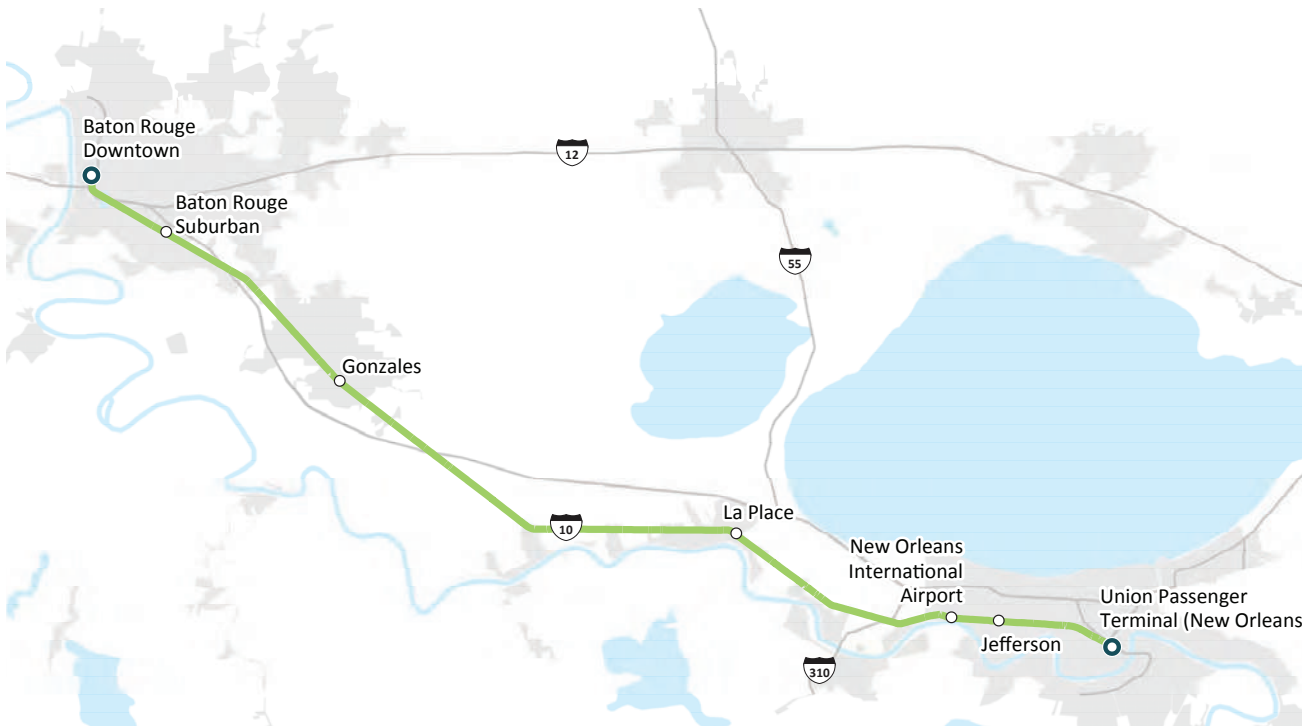 Baton Rouge
Downtown
12
Baton Rouge
Suburban
55
Gonzales
La Place
10
New Orleans
International
Airport
Union Passenger
Terminal (New Orleans
Jefferson
310